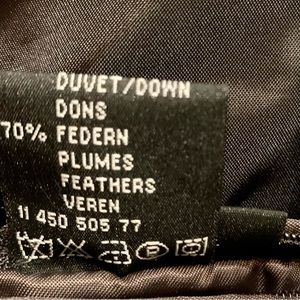 DUVET/DOWN
DONS
70% FEDERN
PLUMES
FEATHERS
VEREN
11 450 505 77
P